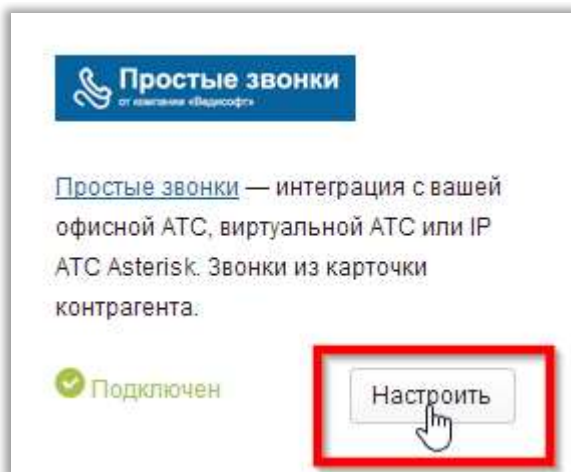 Простые звонки
от компании «Ведисофт»
Простые звонки — интеграция с вашей
офисной АТС, виртуальной АТС или IP
АТС Asterisk. Звонки из карточки
контрагента.
Подключен
Настроить